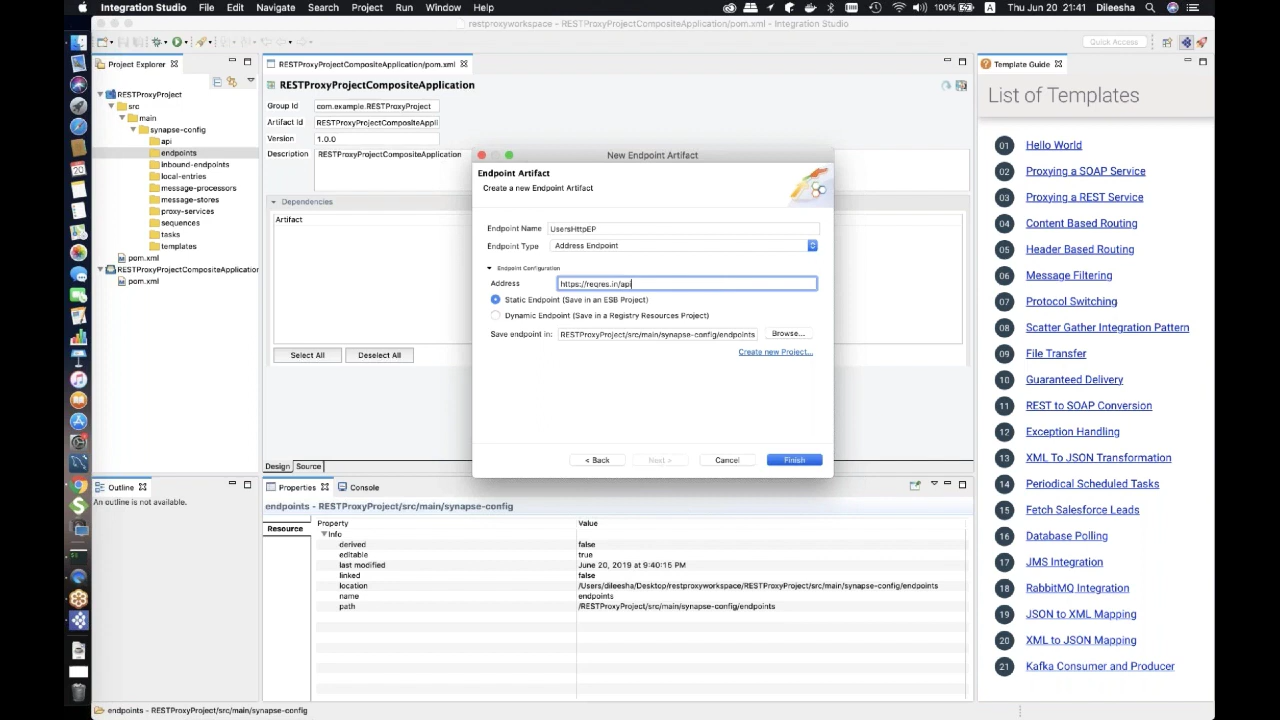 Integration Studio File Edit Navigate Search Project Run Window Help 100% A Thu Jun 20 21:41 Dileesha
restproxyworkspace - RESTProxyProjectCompositeApplication/pom.xml - Integration Studio
Quick Access
Project Explorer
RESTProxyProject
src
main
synapse-config
api
endpoints
inbound-endpoints
local-entries
message-processors
message-stores
proxy-services
sequences
tasks
templates
pom.xml
RESTProxyProjectCompositeApplication
pom.xml
Outline
An outline is not available.
RESTProxyProjectCompositeApplication/pom.xml
RESTProxyProjectCompositeApplication
Group Id com.example.RESTProxyProject
Artifact Id RESTProxyProjectCompositeAppli
Version 1.0.0
Description RESTProxyProjectCompositeApplication
Dependencies
Artifact
Select All Deselect All
Design Source
New Endpoint Artifact
Endpoint Artifact
Create a new Endpoint Artifact
Endpoint Name UsersHttpEP
Endpoint Type Address Endpoint
Endpoint Configuration
Address https://reqres.in/api
Static Endpoint (Save in an ESB Project)
Dynamic Endpoint (Save in a Registry Resources Project)
Save endpoint in: RESTProxyProject/src/main/synapse-config/endpoints Browse...
Create new Project...
< Back Next > Cancel Finish
Properties Console
endpoints - RESTProxyProject/src/main/synapse-config
Resource
Property Value
Info
derived false
editable true
last modified June 20, 2019 at 9:40:15 PM
linked false
location /Users/dileesha/Desktop/restproxyworkspace/RESTProxyProject/src/main/synapse-config/endpoints
name endpoints
path /RESTProxyProject/src/main/synapse-config/endpoints
Template Guide
List of Templates
01 Hello World
02 Proxying a SOAP Service
03 Proxying a REST Service
04 Content Based Routing
05 Header Based Routing
06 Message Filtering
07 Protocol Switching
08 Scatter Gather Integration Pattern
09 File Transfer
10 Guaranteed Delivery
11 REST to SOAP Conversion
12 Exception Handling
13 XML To JSON Transformation
14 Periodical Scheduled Tasks
15 Fetch Salesforce Leads
16 Database Polling
17 JMS Integration
18 RabbitMQ Integration
19 JSON to XML Mapping
20 XML to JSON Mapping
21 Kafka Consumer and Producer
endpoints - RESTProxyProject/src/main/synapse-config